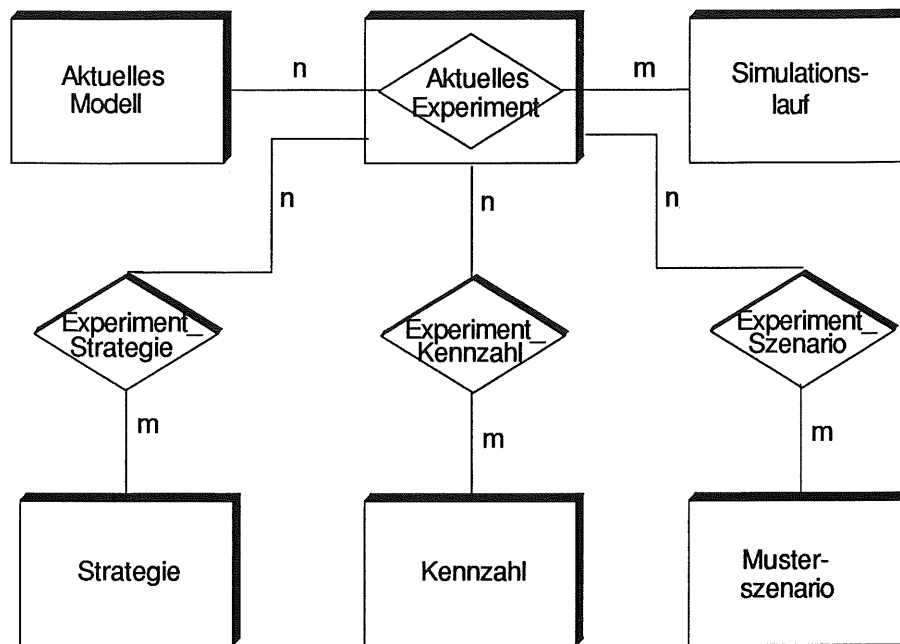 Aktuelles
Modell
n
Aktuelles
Experiment
m
Simulations-
lauf
n
n
n
Experiment_
Strategie
Experiment_
Kennzahl
Experiment_
Szenario
m
m
m
Strategie
Kennzahl
Muster-
szenario